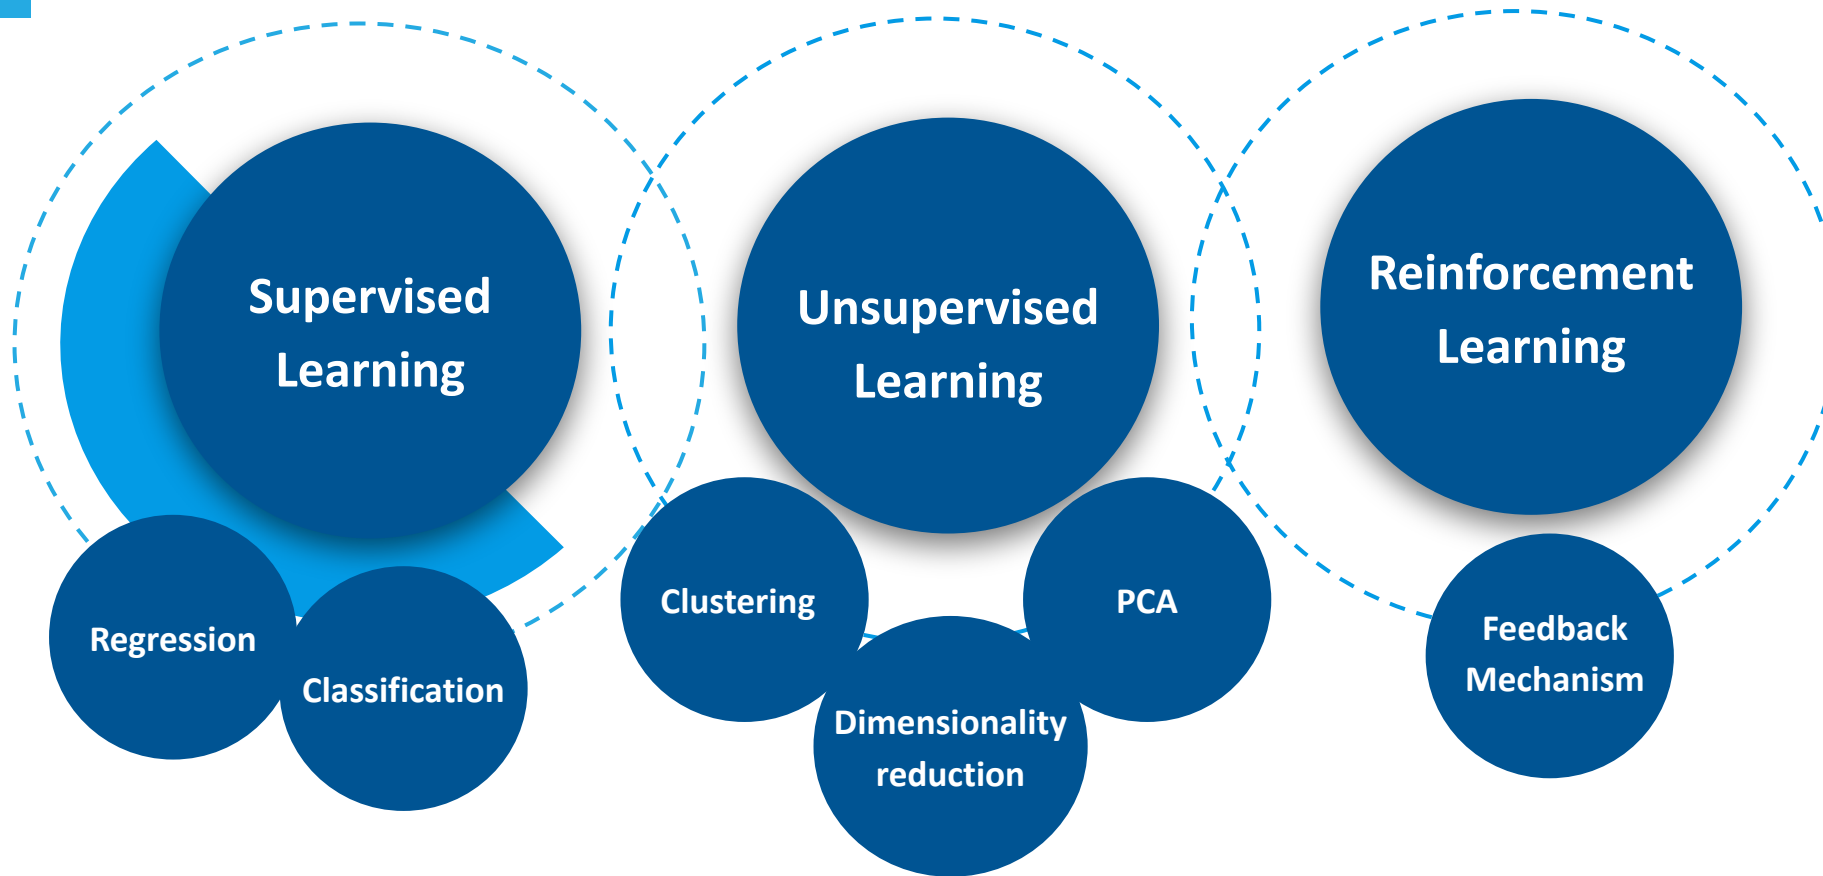 Supervised
Learning
Unsupervised
Learning
Reinforcement
Learning
Regression
Classification
Clustering
Dimensionality
reduction
PCA
Feedback
Mechanism